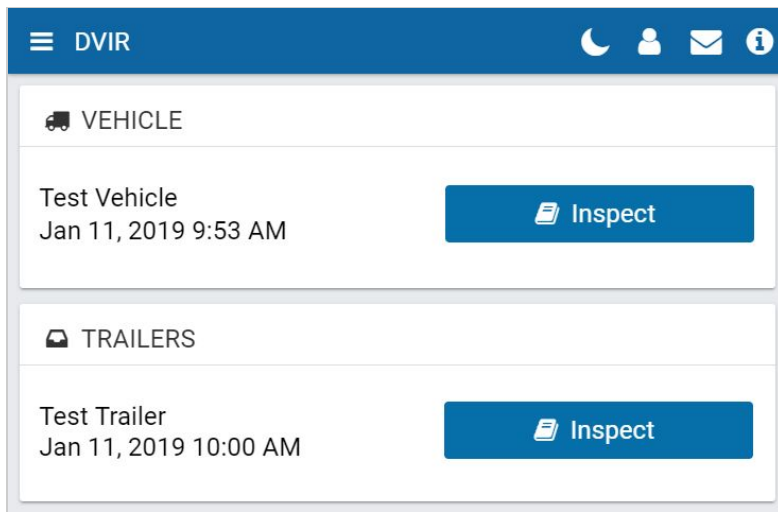 DVIR
VEHICLE
Test Vehicle
Jan 11, 2019 9:53 AM
Inspect
TRAILERS
Test Trailer
Jan 11, 2019 10:00 AM
Inspect